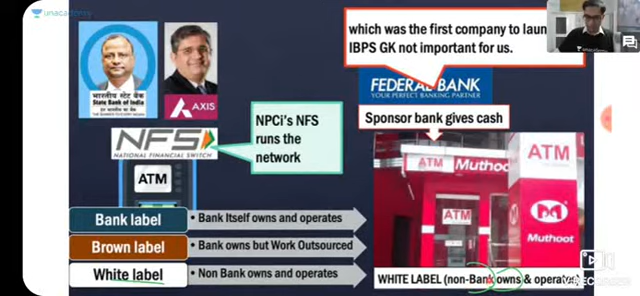 unacademy
which was the first company to laun
IBPS GK not important for us.
भारतीय स्टेट बैंक
State Bank of India
AXIS
FEDERAL BANK
YOUR PERFECT BANKING PARTNER
NFS
NATIONAL FINANCIAL SWITCH
NPCi's NFS
runs the
network
Sponsor bank gives cash
ATM
ATM Muthoot
ATM
ATM
Muthoot
Bank label
Bank Itself owns and operates
Brown label
Bank owns but Work Outsourced
White label
Non Bank owns and operates
WHITE LABEL (non-Bank owns & operate